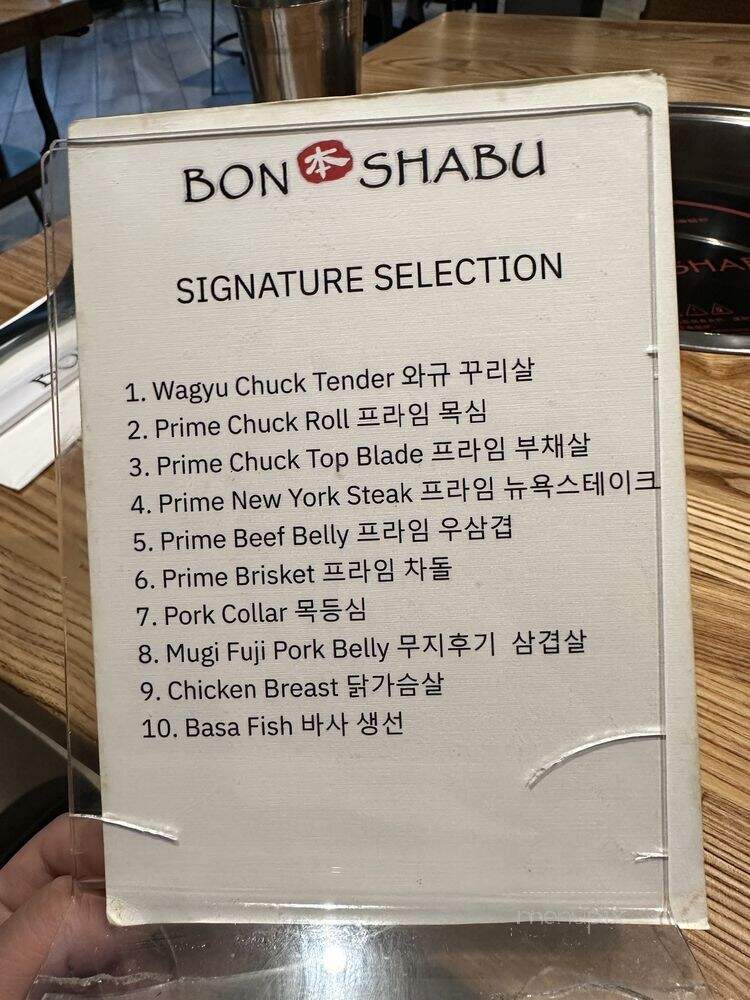 BON 本 SHABU
SIGNATURE SELECTION
1. Wagyu Chuck Tender 와규 꾸리살
2. Prime Chuck Roll 프라임 목심
3. Prime Chuck Top Blade 프라임 부채살
4. Prime New York Steak 프라임 뉴욕스테이크
5. Prime Beef Belly 프라임 우삼겹
6. Prime Brisket 프라임 차돌
7. Pork Collar 목등심
8. Mugi Fuji Pork Belly 무지후기 삼겹살
9. Chicken Breast 닭가슴살
10. Basa Fish 바사 생선